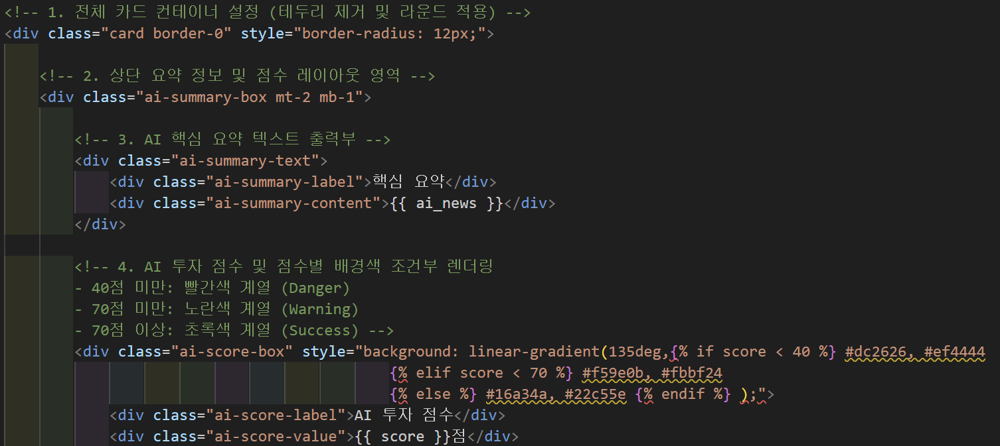 <!-- 1. 전체 카드 컨테이너 설정 (테두리 제거 및 라운드 적용) -->
<div class="card border-0" style="border-radius: 12px;">
<!-- 2. 상단 요약 정보 및 점수 레이아웃 영역 -->
<div class="ai-summary-box mt-2 mb-1">
<!-- 3. AI 핵심 요약 텍스트 출력부 -->
<div class="ai-summary-text">
<div class="ai-summary-label">핵심 요약</div>
<div class="ai-summary-content">{{ ai_news }}</div>
</div>
<!-- 4. AI 투자 점수 및 점수별 배경색 조건부 렌더링
- 40점 미만: 빨간색 계열 (Danger)
- 70점 미만: 노란색 계열 (Warning)
- 70점 이상: 초록색 계열 (Success) -->
<div class="ai-score-box" style="background: linear-gradient(135deg,{% if score < 40 %} #dc2626, #ef4444
{% elif score < 70 %} #f59e0b, #fbbf24
{% else %} #16a34a, #22c55e {% endif %} );">
<div class="ai-score-label">AI 투자 점수</div>
<div class="ai-score-value">{{ score }}점</div>